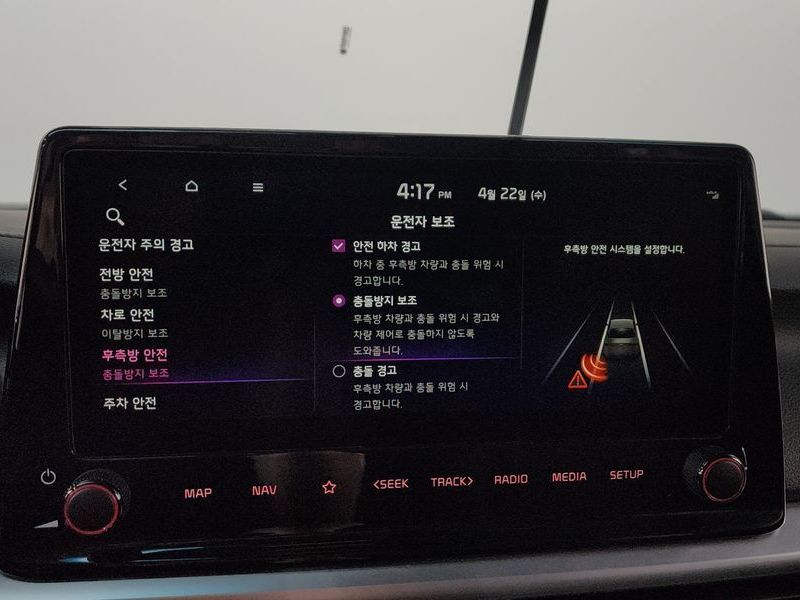 4:17 PM 4월 22일 (수)
운전자 보조
운전자 주의 경고
전방 안전
충돌방지 보조
차로 안전
이탈방지 보조
후측방 안전
충돌방지 보조
주차 안전
안전 하차 경고
하차 중 후측방 차량과 충돌 위험 시
경고합니다.
충돌방지 보조
후측방 차량과 충돌 위험 시 경고와
차량 제어로 충돌하지 않도록
도와줍니다.
충돌 경고
후측방 차량과 충돌 위험 시
경고합니다.
후측방 안전 시스템을 설정합니다.
MAP NAV <SEEK TRACK> RADIO MEDIA SETUP